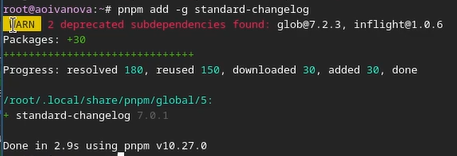 root@aoivanova:~# pnpm add -g standard-changelog
WARN 2 deprecated subdependencies found: glob@7.2.3, inflight@1.0.6
Packages: +30
++++++++++++++++++++++++++++++
Progress: resolved 180, reused 150, downloaded 30, added 30, done
/root/.local/share/pnpm/global/5:
+ standard-changelog 7.0.1
Done in 2.9s using pnpm v10.27.0